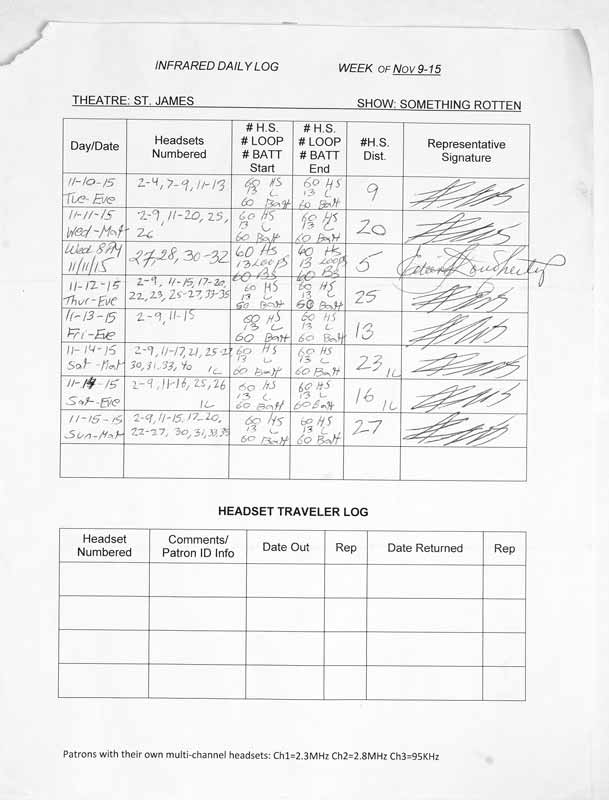 INFRARED DAILY LOG WEEK OF NOV 9-15
THEATRE: ST. JAMES SHOW: SOMETHING ROTTEN
Day/Date
Headsets
Numbered
# H.S.
# LOOP
# BATT
Start
# H.S.
# LOOP
# BATT
End
#H.S.
Dist.
Representative
Signature
11-10-15
Tue-Eve
2-4, 7-9, 11-13
60 HS
13 L
60 Batt
60 HS
13 L
60 Batt
9
11-11-15
Wed-Mat
2-9, 11-20, 25,
26
60 HS
13 L
60 Batt
60 HS
13 L
60 Batt
20
Wed 8PM
11/11/15
27, 28, 30-32
60 HS
13 Loops
60 BS
60 HS
13 Loops
60 BS
5
11-12-15
Thur-Eve
2-9, 11-15, 17-20,
22, 23, 25-27, 33-35
60 HS
13 L
60 Batt
60 HS
13 L
60 Batt
25
11-13-15
Fri-Eve
2-9, 11-15
60 HS
13 L
60 Batt
60 HS
13 L
60 Batt
13
11-14-15
Sat-Mat
2-9, 11-17, 21, 25-27,
30, 31, 33, 40 1L
60 HS
13 L
60 Batt
60 HS
13 L
60 Batt
23 1L
11-14-15
Sat-Eve
2-9, 11-16, 25, 26
1L
60 HS
13 L
60 Batt
60 HS
13 L
60 Batt
16 1L
11-15-15
Sun-Mat
2-9, 11-15, 17-20,
22-27, 30, 31, 33, 35
60 HS
13 L
60 Batt
60 HS
13 L
60 Batt
27
HEADSET TRAVELER LOG
Headset
Numbered
Comments/
Patron ID Info
Date Out
Rep
Date Returned
Rep
Patrons with their own multi-channel headsets: Ch1=2.3MHz Ch2=2.8MHz Ch3=95KHz